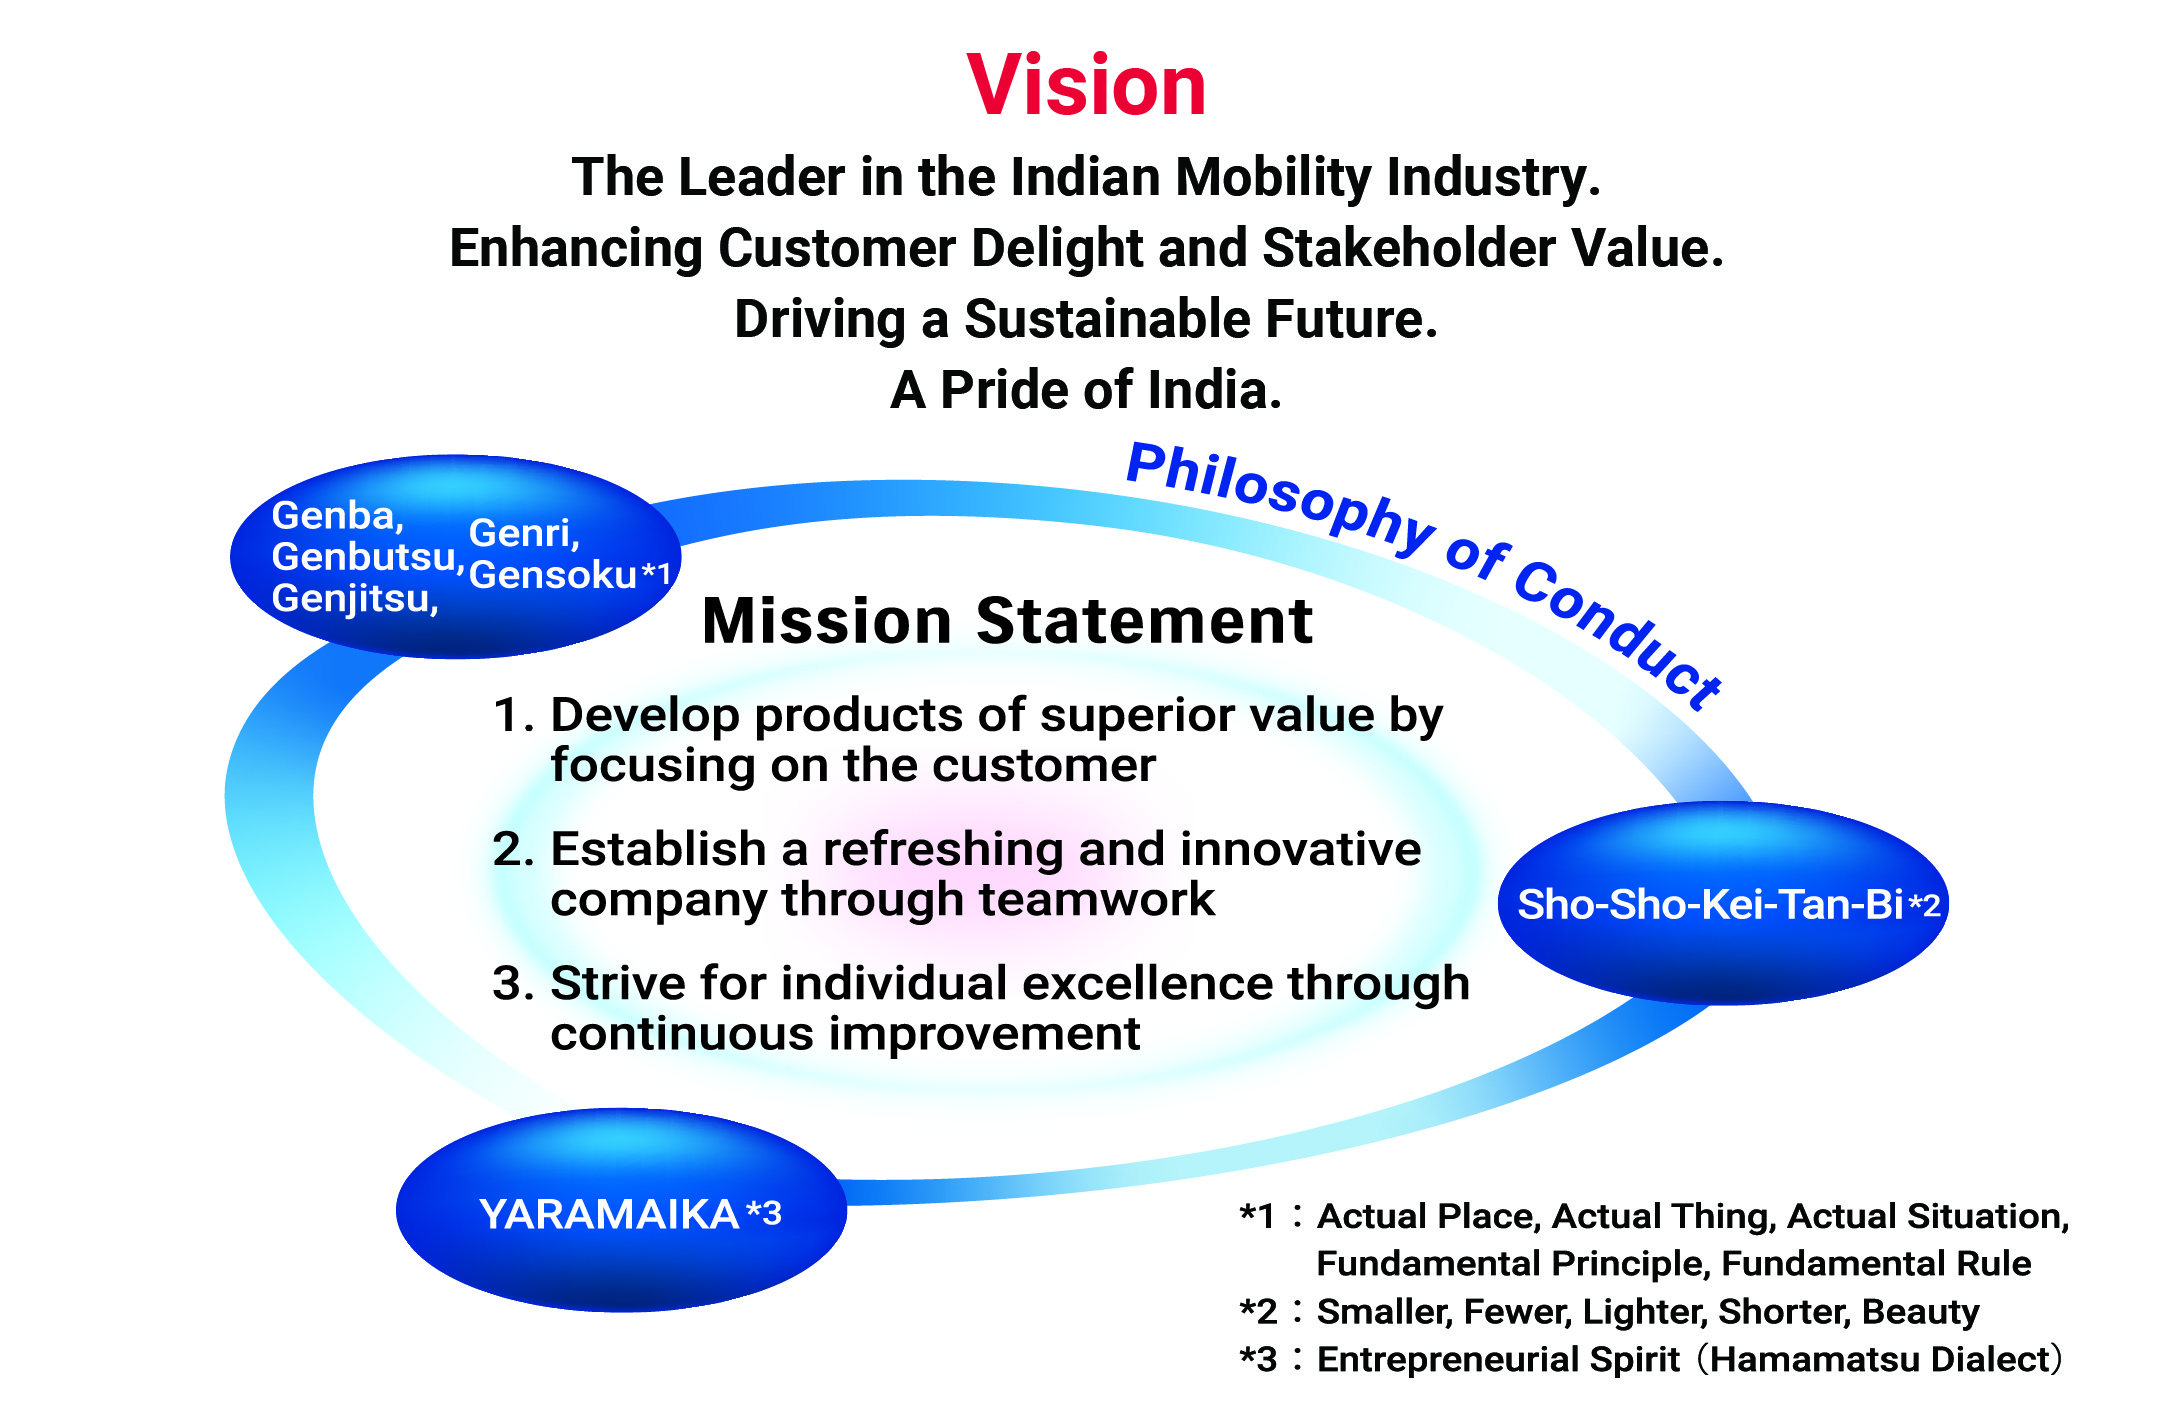 Vision
The Leader in the Indian Mobility Industry.
Enhancing Customer Delight and Stakeholder Value.
Driving a Sustainable Future.
A Pride of India.
Philosophy of Conduct
Genba,
Genbutsu,
Genjitsu,
Genri,
Gensoku *1
Mission Statement
1. Develop products of superior value by
focusing on the customer
2. Establish a refreshing and innovative
company through teamwork
3. Strive for individual excellence through
continuous improvement
Sho-Sho-Kei-Tan-Bi *2
YARAMAIKA *3
*1：Actual Place, Actual Thing, Actual Situation,
Fundamental Principle, Fundamental Rule
*2：Smaller, Fewer, Lighter, Shorter, Beauty
*3：Entrepreneurial Spirit（Hamamatsu Dialect）